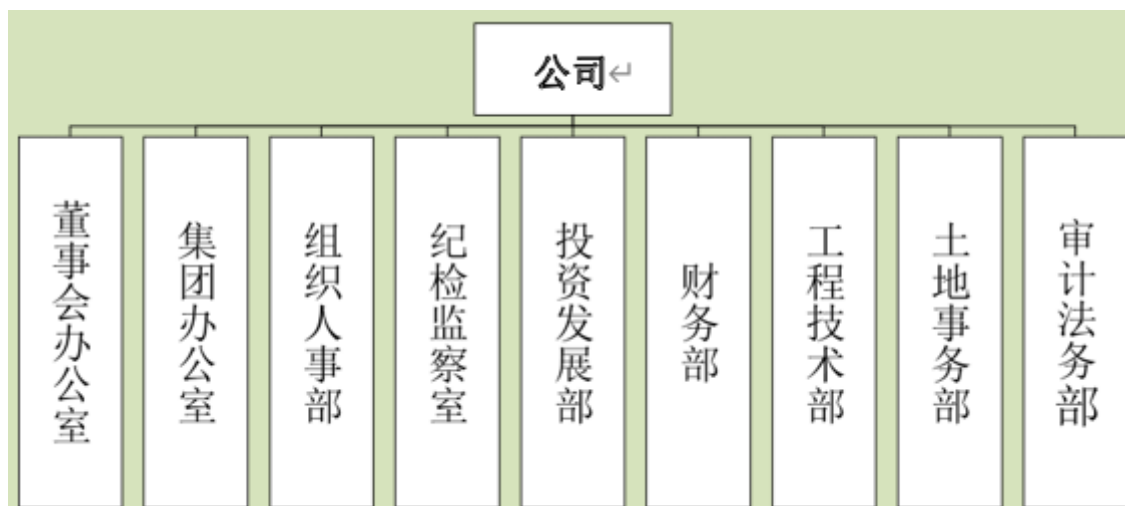 公司
董事会办公室
集团办公室
组织人事部
纪检监察室
投资发展部
财务部
工程技术部
土地事务部
审计法务部